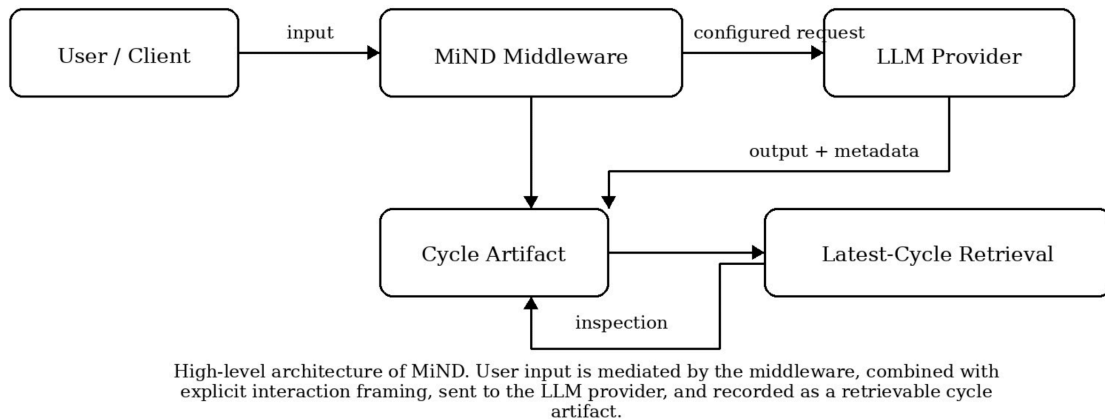 input
configured request
User / Client
MiND Middleware
LLM Provider
output + metadata
Cycle Artifact
Latest-Cycle Retrieval
inspection
High-level architecture of MiND. User input is mediated by the middleware, combined with
explicit interaction framing, sent to the LLM provider, and recorded as a retrievable cycle
artifact.